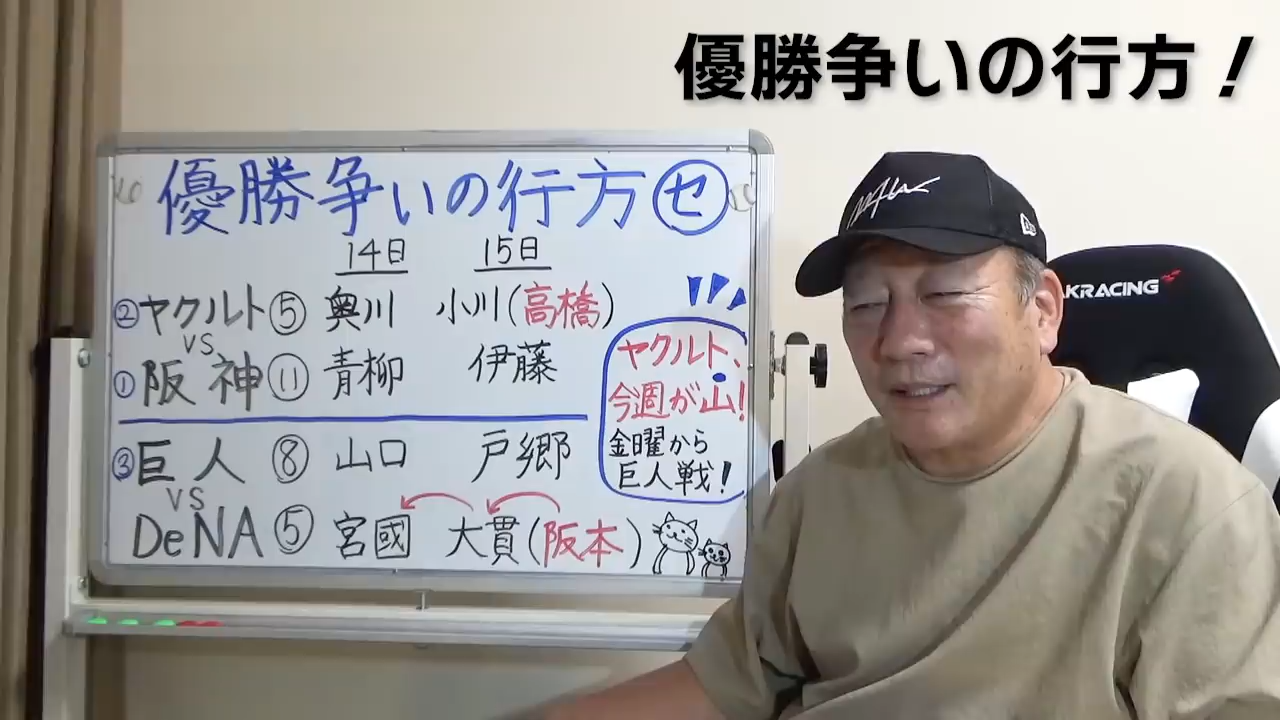 優勝争いの行方！
優勝争いの行方㋝
14日 15日
②ヤクルト⑤ 奥川 小川(高橋)
VS
①阪神⑪ 青柳 伊藤
③巨人⑧ 山口 戸郷
VS
DeNA⑤ 宮國 大貫(阪本)
ヤクルト、
今週が山!
金曜から
巨人戦!
AKRACING